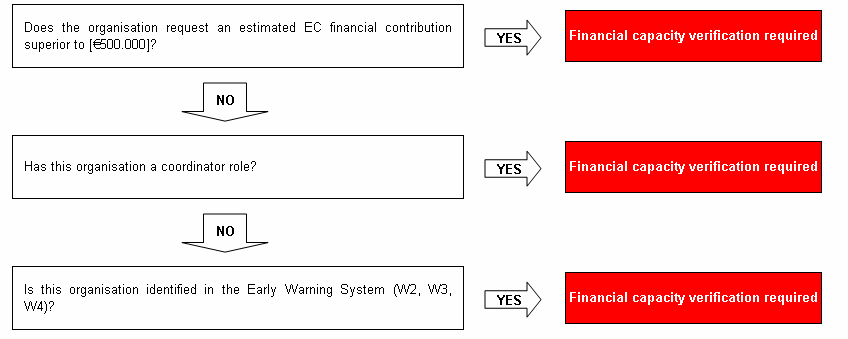 Does the organisation request an estimated EC financial contribution
superior to [€500.000]?
YES
Financial capacity verification required
NO
Has this organisation a coordinator role?
YES
Financial capacity verification required
NO
Is this organisation identified in the Early Warning System (W2, W3,
W4)?
YES
Financial capacity verification required